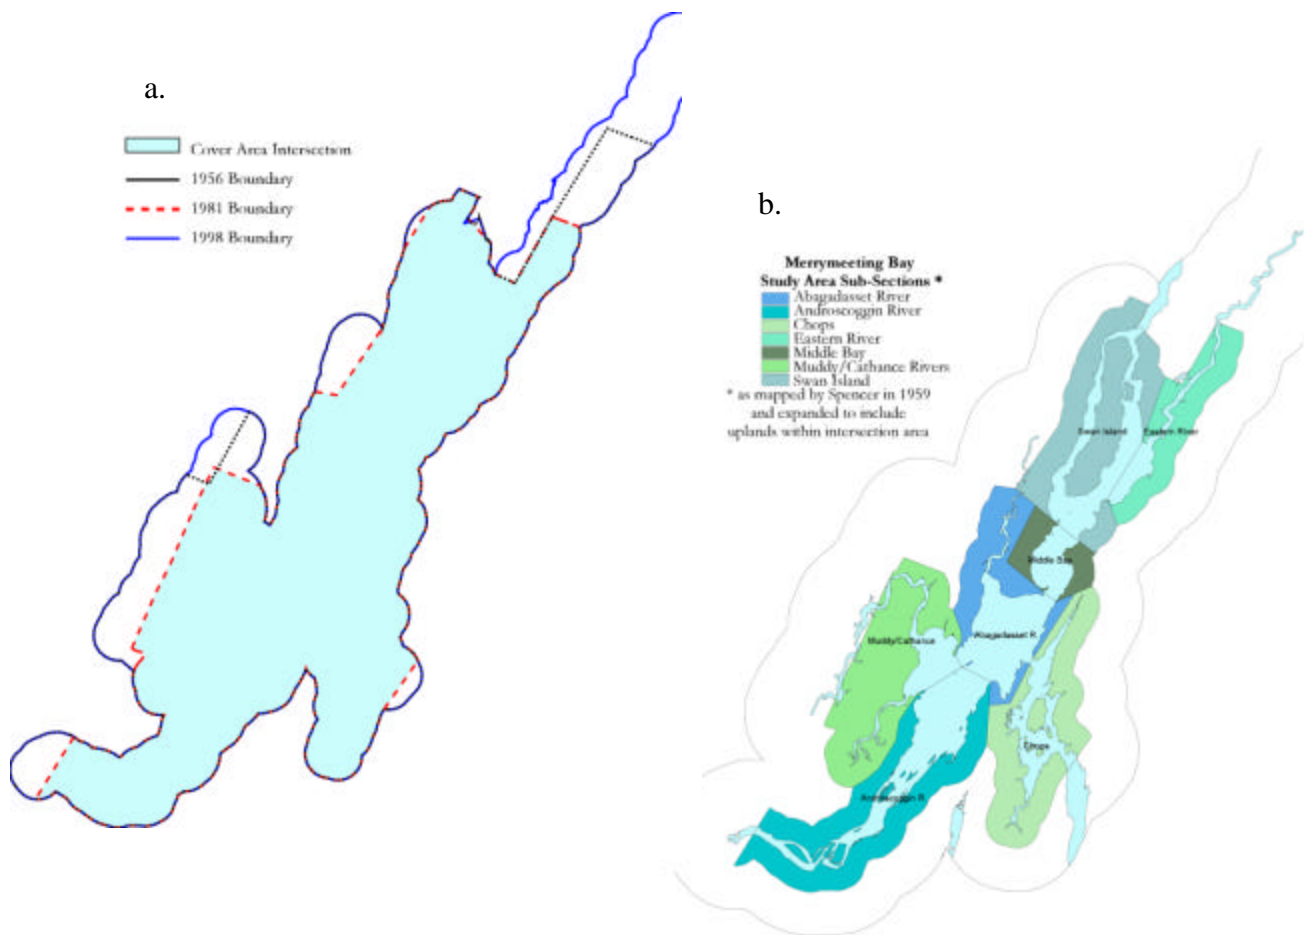 a.
Cover Area Intersection
1956 Boundary
1981 Boundary
1998 Boundary
b.
Merrymeeting Bay
Study Area Sub-Sections *
Abagadasset River
Androscoggin River
Chops
Eastern River
Middle Bay
Muddy/Cathance Rivers
Swan Island
* as mapped by Spencer in 1959
and expanded to include
uplands within intersection area
Swan Island
Eastern River
Middle Bay
Muddy/Cathance
Abagadasset R.
Chops
Androscoggin R.